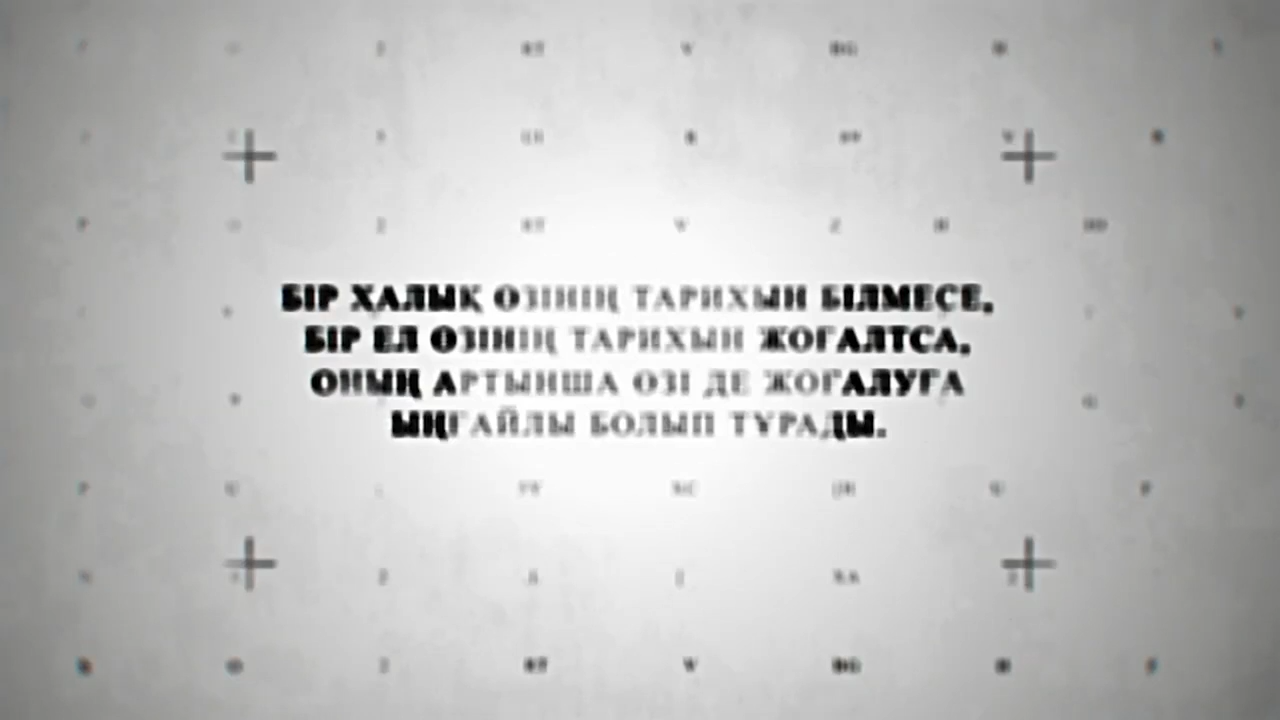 БІР ХАЛЫҚ ӨЗІНІҢ ТАРИХЫН БІЛМЕСЕ,
БІР ЕЛ ӨЗІНІҢ ТАРИХЫН ЖОҒАЛТСА,
ОНЫҢ АРТЫНША ӨЗІ ДЕ ЖОҒАЛУҒА
ЫҢҒАЙЛЫ БОЛЫП ТҰРАДЫ.